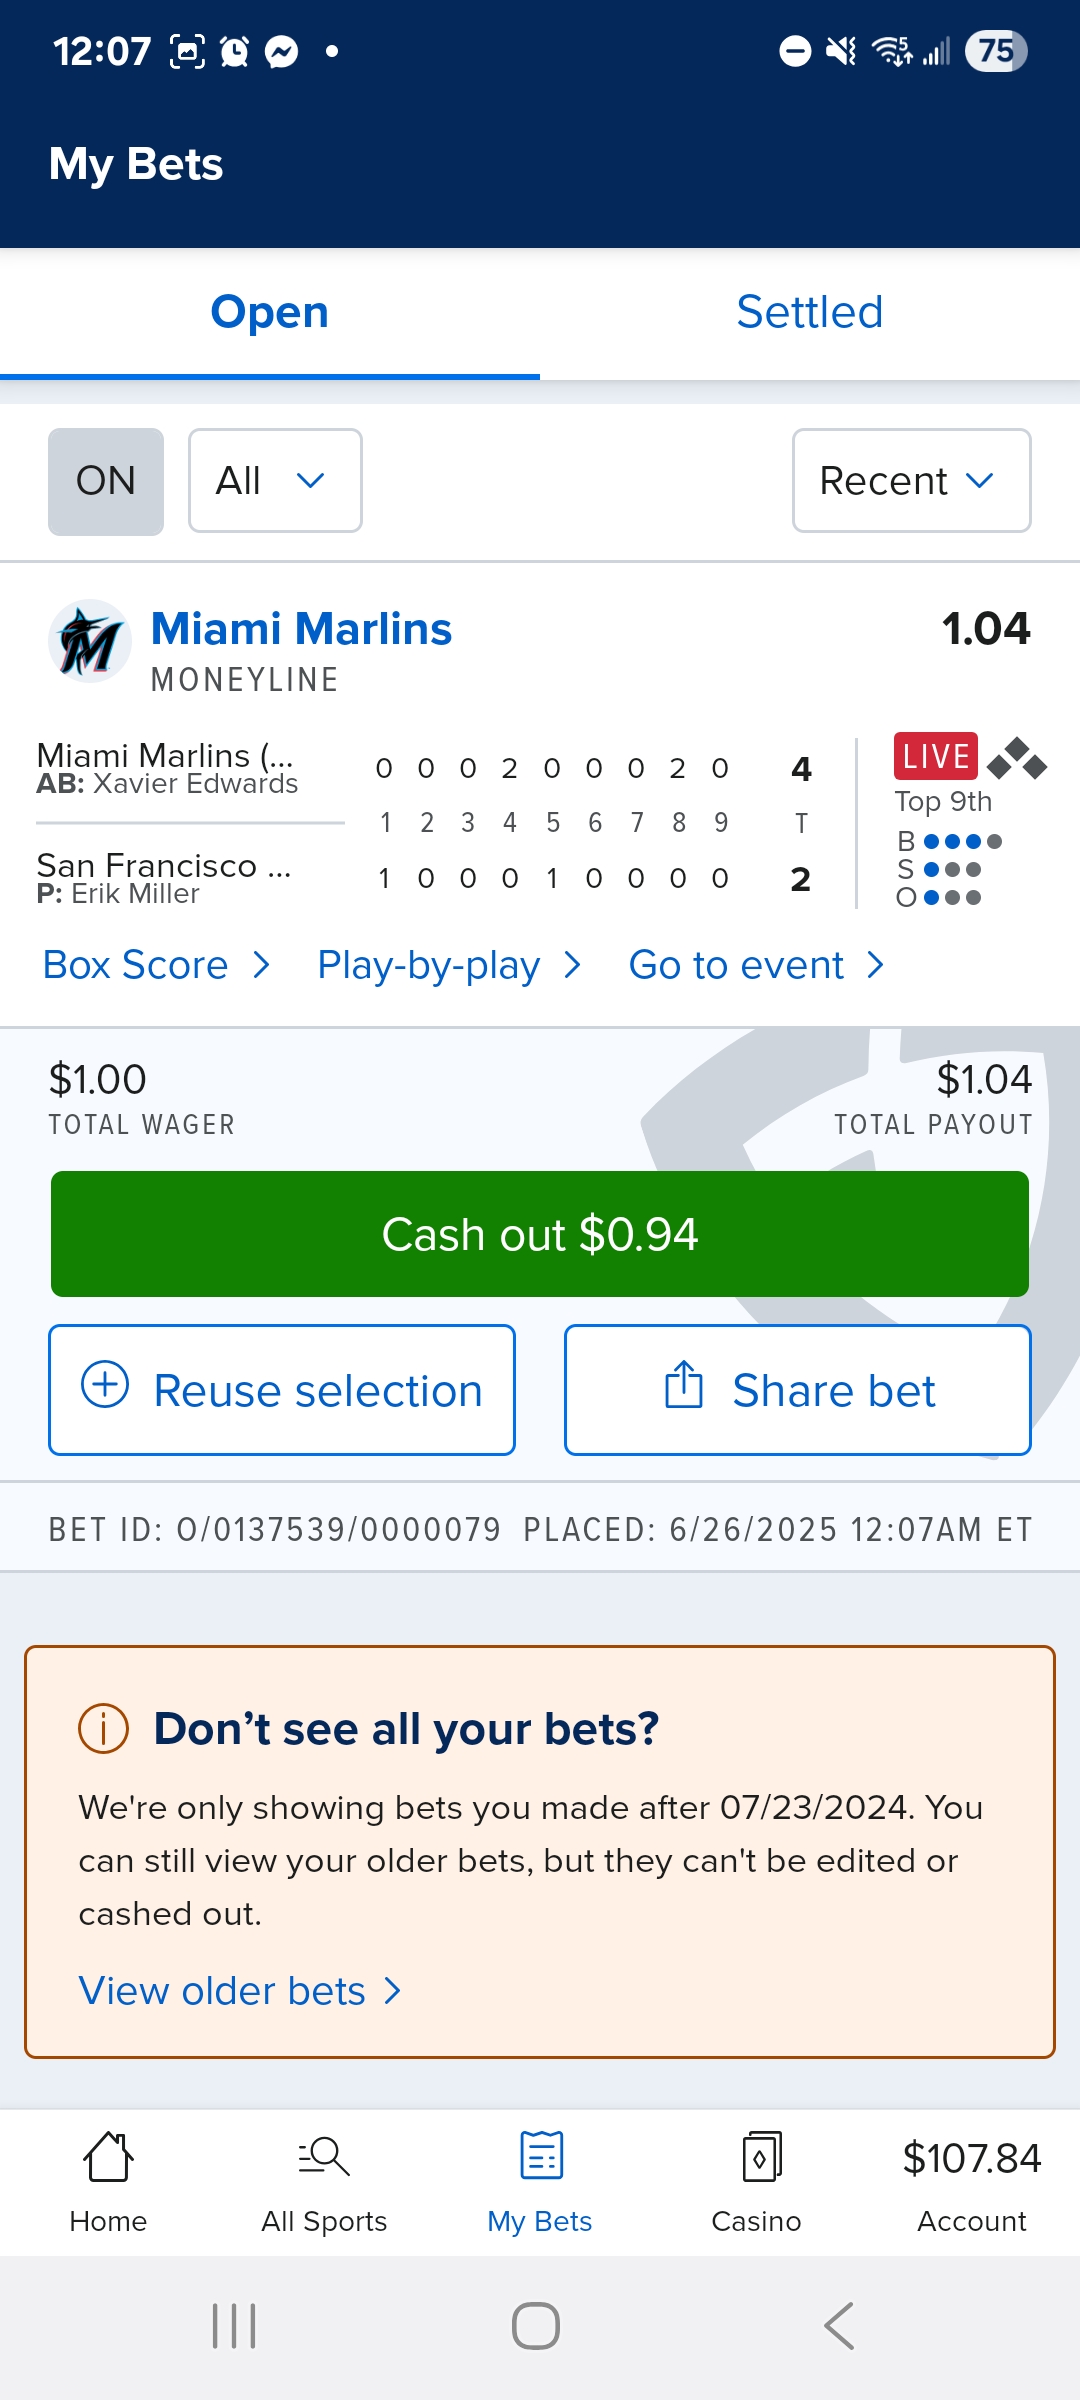 12:07
5
75
My Bets
Open Settled
ON All Recent
Miami Marlins 1.04
MONEYLINE
Miami Marlins (... 0 0 0 2 0 0 0 2 0 4 LIVE
AB: Xavier Edwards
Top 9th
1 2 3 4 5 6 7 8 9 T
B
San Francisco ... 1 0 0 0 1 0 0 0 0 2 S
P: Erik Miller
O
Box Score > Play-by-play > Go to event >
$1.00 $1.04
TOTAL WAGER TOTAL PAYOUT
Cash out $0.94
Reuse selection Share bet
BET ID: O/0137539/0000079 PLACED: 6/26/2025 12:07AM ET
Don’t see all your bets?
We're only showing bets you made after 07/23/2024. You
can still view your older bets, but they can't be edited or
cashed out.
View older bets >
$107.84
Home All Sports My Bets Casino Account